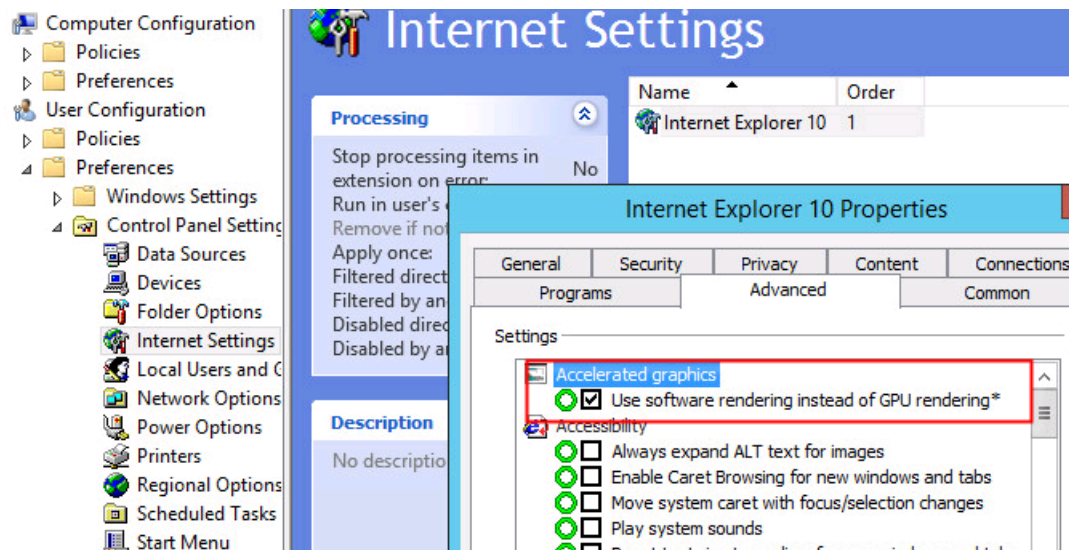 Computer Configuration
Policies
Preferences
User Configuration
Policies
Preferences
Windows Settings
Control Panel Setting
Data Sources
Devices
Folder Options
Internet Settings
Local Users and G
Network Options
Power Options
Printers
Regional Options
Scheduled Tasks
Start Menu
Internet Settings
Processing
Stop processing items in
extension on error:
No
Run in user's
Remove if not
Apply once:
Filtered direct
Filtered by an
Disabled direc
Disabled by a
Description
No descriptio
Name Order
Internet Explorer 10 1
Internet Explorer 10 Properties
General Security Privacy Content Connections
Programs Advanced Common
Settings
Accelerated graphics
Use software rendering instead of GPU rendering*
Accessibility
Always expand ALT text for images
Enable Caret Browsing for new windows and tabs
Move system caret with focus/selection changes
Play system sounds